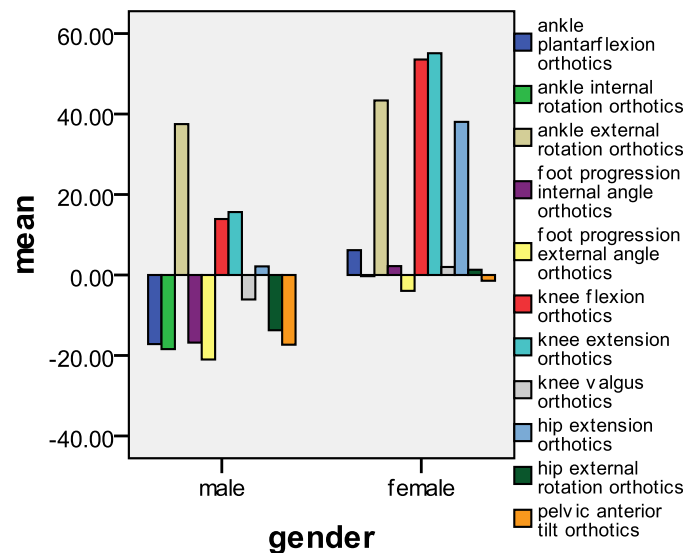 60.00
40.00
20.00
0.00
-20.00
-40.00
mean
male
female
gender
ankle
plantarflexion
orthotics
ankle internal
rotation orthotics
ankle external
rotation orthotics
foot progression
internal angle
orthotics
foot progression
external angle
orthotics
knee flexion
orthotics
knee extension
orthotics
knee valgus
orthotics
hip extension
orthotics
hip external
rotation orthotics
pelvic anterior
tilt orthotics